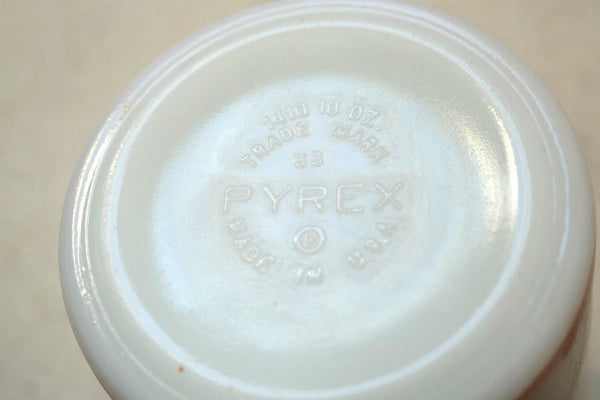 1410 10 OZ.
TRADE MARK
33
PYREX
®
MADE IN U.S.A